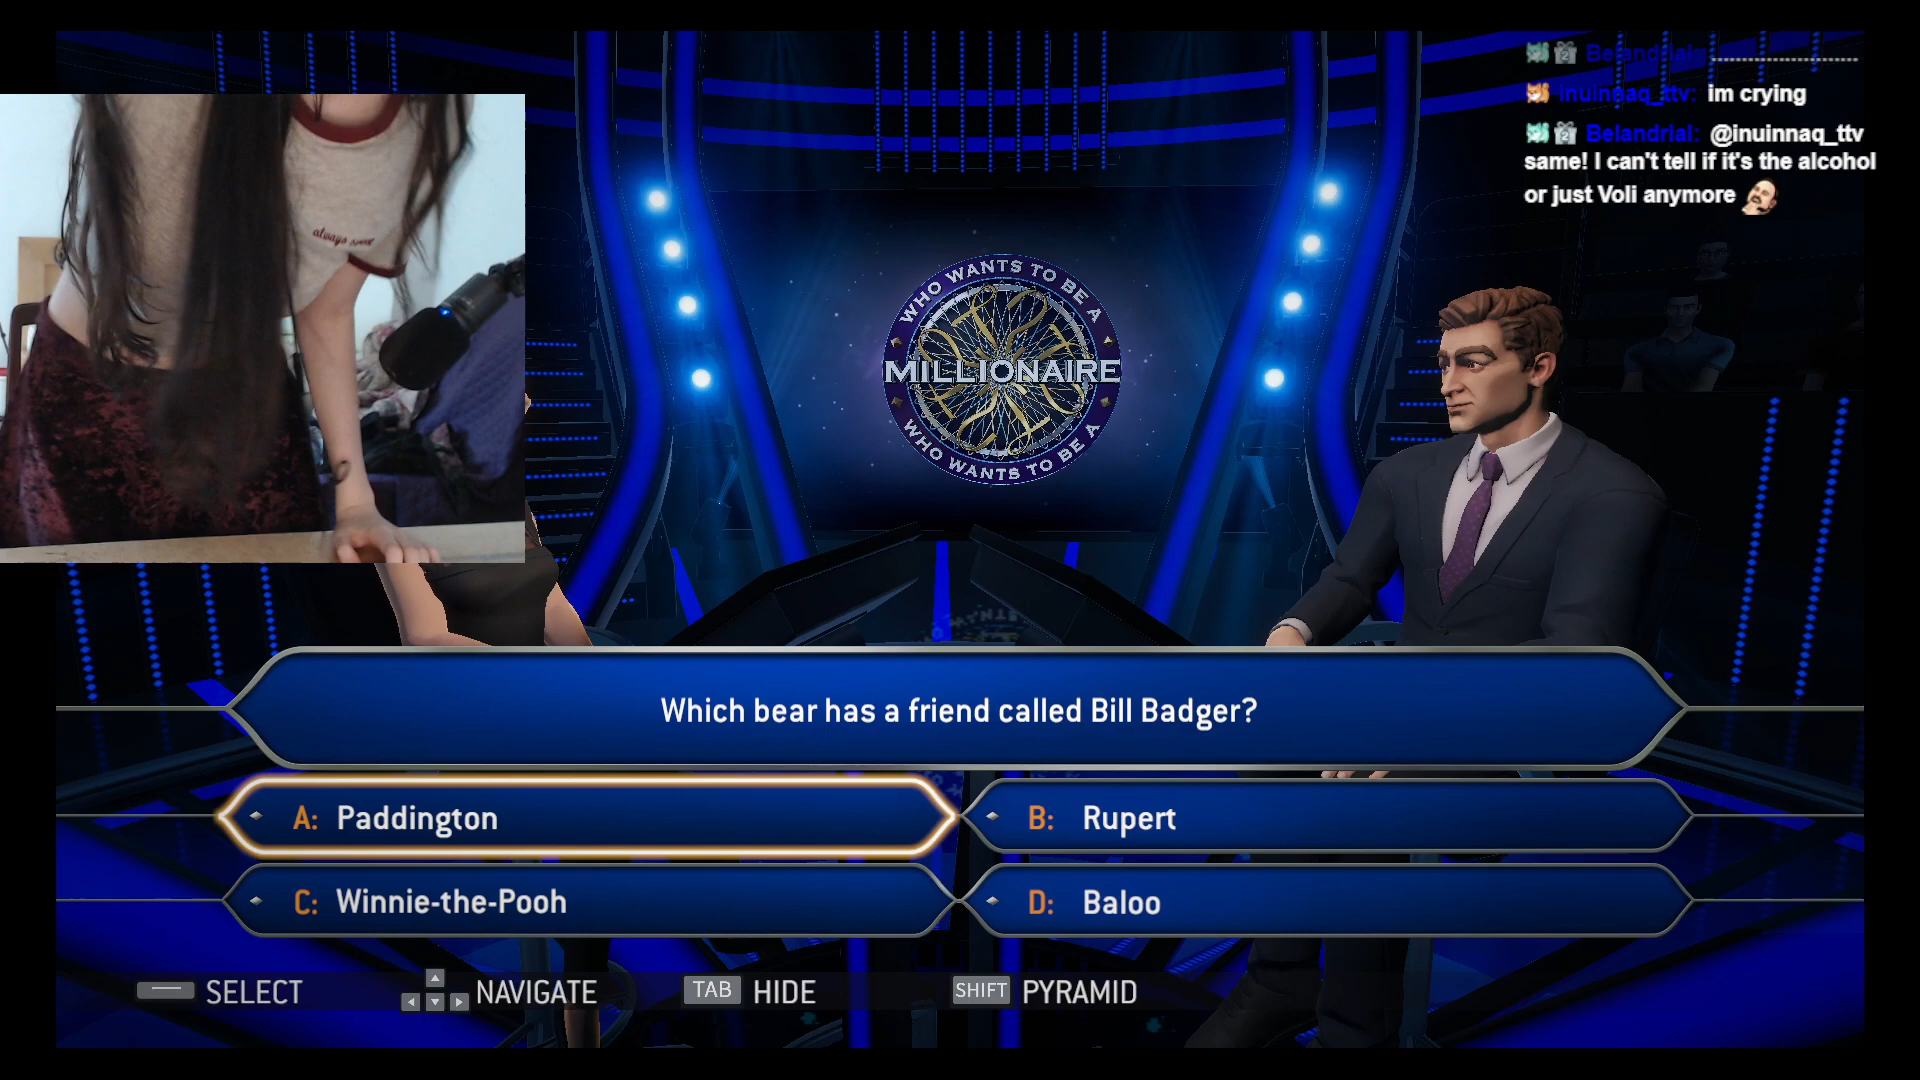 Belandrial: ....................
inuinnaq_ttv: im crying
Belandrial: @inuinnaq_ttv
same! I can't tell if it's the alcohol
or just Voli anymore
always
WHO WANTS TO BE A
MILLIONAIRE
WHO WANTS TO BE A
Which bear has a friend called Bill Badger?
A: Paddington
B: Rupert
C: Winnie-the-Pooh
D: Baloo
SELECT
NAVIGATE
TAB HIDE
SHIFT PYRAMID